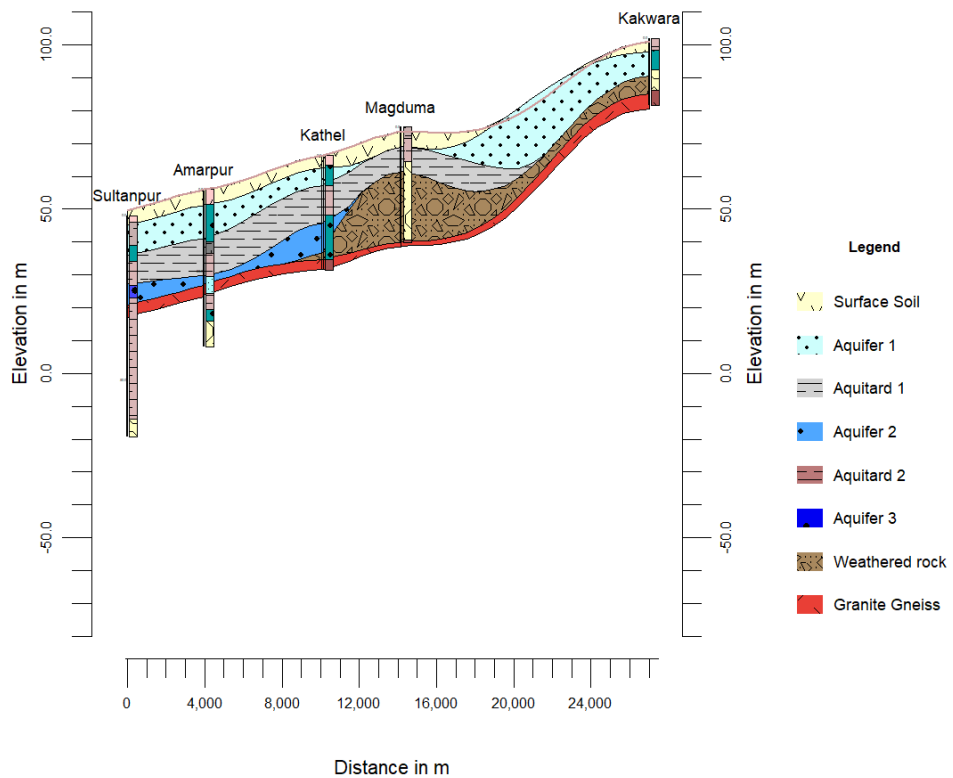 Kakwara
Magduma
Kathel
Amarpur
Sultanpur
100.0
50.0
0.0
-50.0
Elevation in m
100.0
50.0
0.0
-50.0
Elevation in m
Legend
Surface Soil
Aquifer 1
Aquitard 1
Aquifer 2
Aquitard 2
Aquifer 3
Weathered rock
Granite Gneiss
0 4,000 8,000 12,000 16,000 20,000 24,000
Distance in m